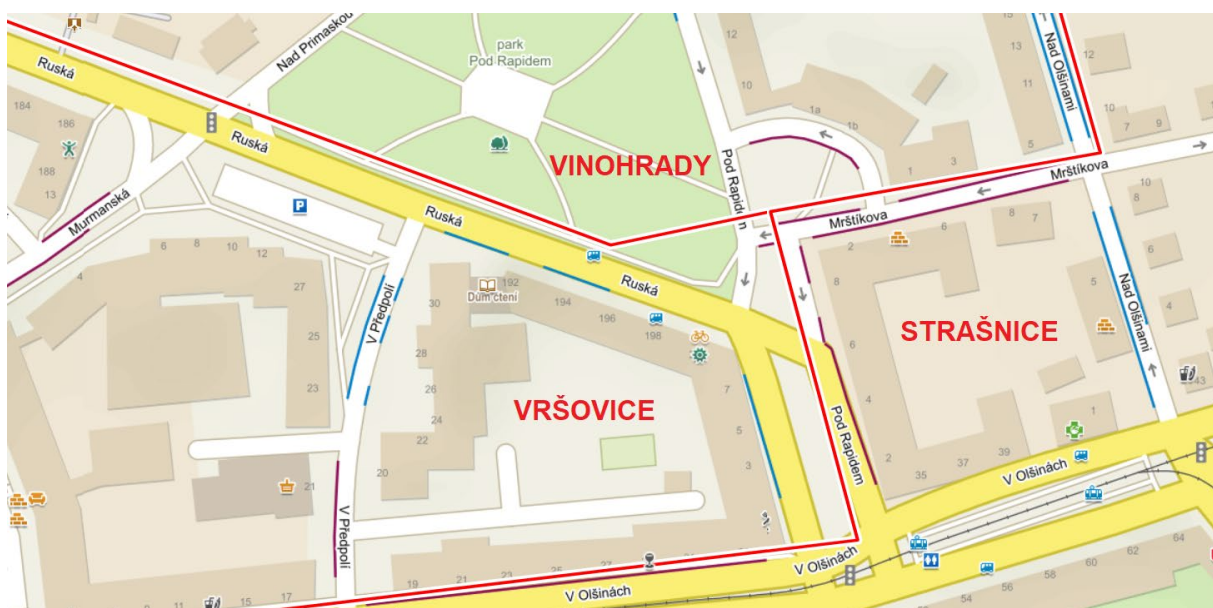 Ruská
184
186
188
13
Murmanská
Nad Primaskou
park
Pod Rapidem
VINOHRADY
Ruská
P
Ruská
Ruská
4
6
8
10
12
27
25
23
V Předpolí
30
28
26
24
22
20
192
Dům čtení
194
196
198
7
5
3
VRŠOVICE
21
V Předpolí
9
11
15
17
19
21
23
25
27
V Olšinách
V Olšinách
12
10
1a
1b
1
3
5
Pod Rapidem
15
13
11
Nad Olšinami
12
10
7
9
Mrštíkova
Mrštíkova
2
6
8
7
8
6
4
2
STRAŠNICE
Pod Rapidem
35
37
39
1
5
10
8
6
4
43
Nad Olšinami
V Olšinách
54
56
58
60
62
64